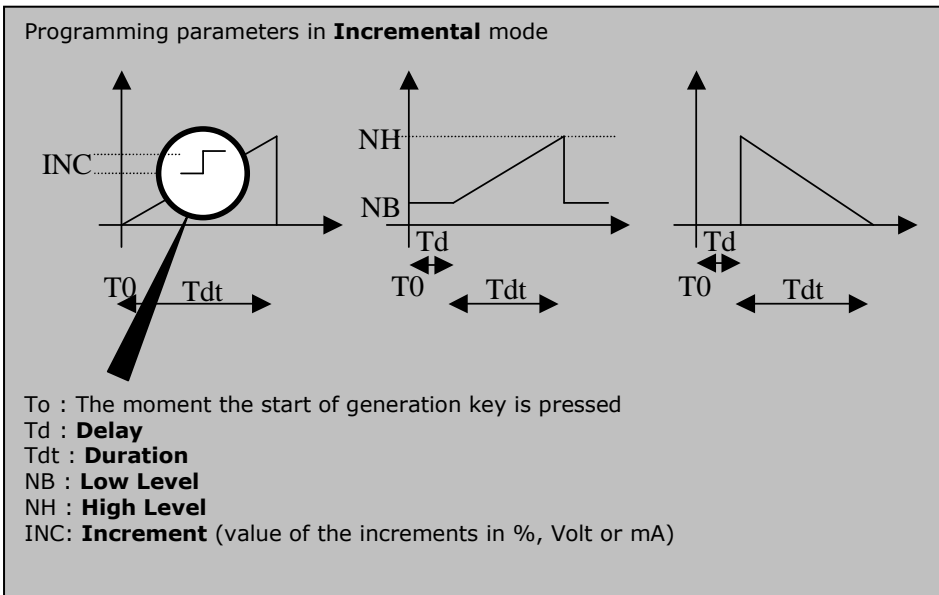 Programming parameters in Incremental mode
INC
T0
Tdt
NH
NB
Td
T0
Tdt
Td
T0
Tdt
To : The moment the start of generation key is pressed
Td : Delay
Tdt : Duration
NB : Low Level
NH : High Level
INC: Increment (value of the increments in %, Volt or mA)